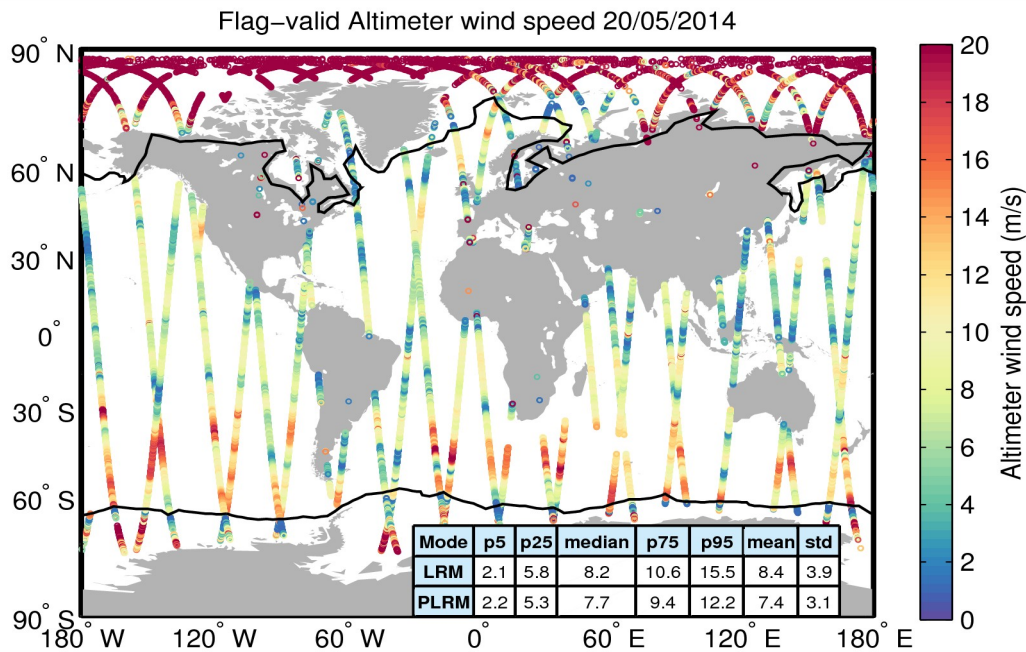 Flag−valid Altimeter wind speed 20/05/2014
90° N
60° N
30° N
0°
30° S
60° S
90° S
180° W
120° W
60° W
0°
60° E
120° E
180° E
Mode p5 p25 median p75 p95 mean std
LRM 2.1 5.8 8.2 10.6 15.5 8.4 3.9
PLRM 2.2 5.3 7.7 9.4 12.2 7.4 3.1
20
18
16
14
12
10
8
6
4
2
0
Altimeter wind speed (m/s)